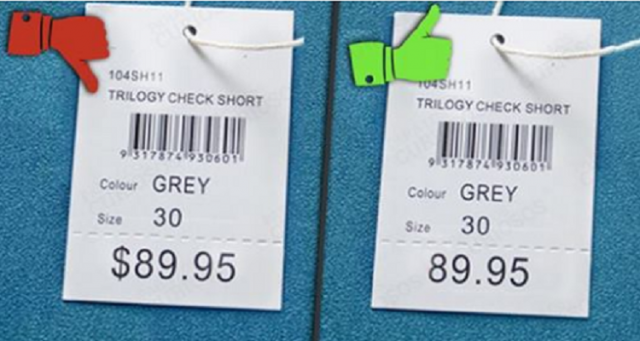 104SH11
TRILOGY CHECK SHORT
9 317874 930601
Colour GREY
Size 30
$89.95
104SH11
TRILOGY CHECK SHORT
9 317874 930601
Colour GREY
Size 30
89.95